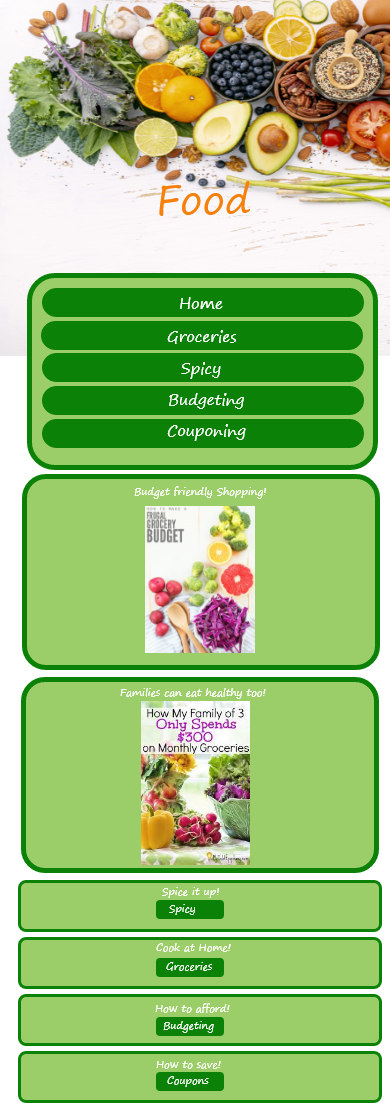 Food
Home
Groceries
Spicy
Budgeting
Couponing
Budget friendly Shopping!
HOW TO MAKE A
FRUGAL
GROCERY
BUDGET
Families can eat healthy too!
How My Family of 3
Only Spends
$300
on Monthly Groceries
Spice it up!
Spicy
Cook at Home!
Groceries
How to afford!
Budgeting
How to save!
Coupons